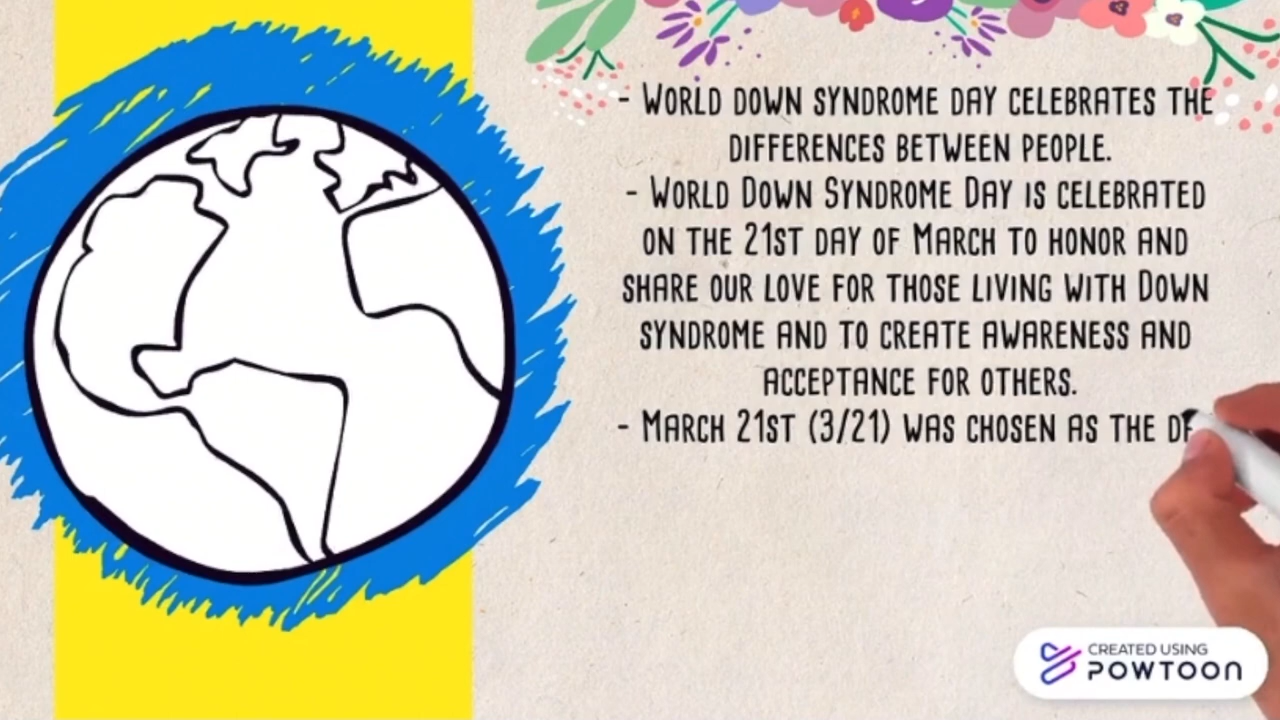 - World down syndrome day celebrates the
differences between people.
- World Down Syndrome Day is celebrated
on the 21st day of March to honor and
share our love for those living with Down
syndrome and to create awareness and
acceptance for others.
- March 21st (3/21) was chosen as the
CREATED USING
POWTOON